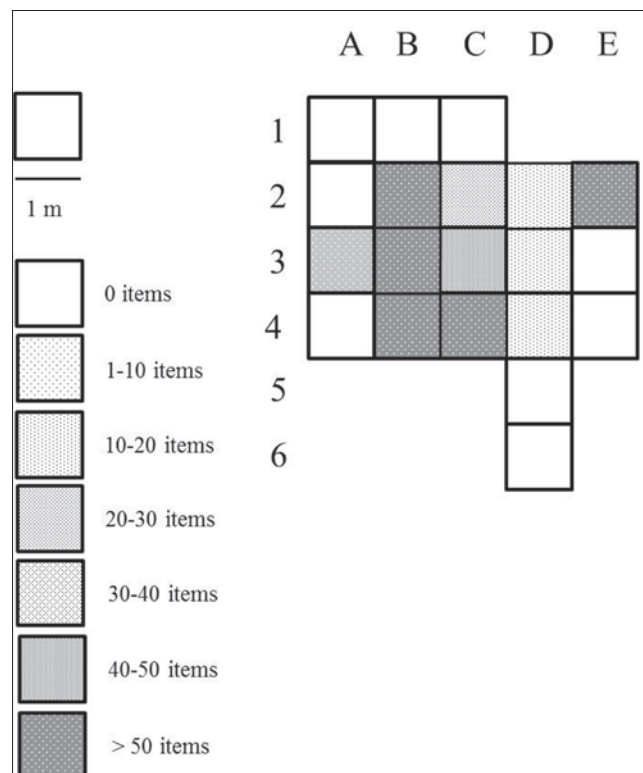 A B C D E
1
2
3
4
5
6
1 m
0 items
1-10 items
10-20 items
20-30 items
30-40 items
40-50 items
> 50 items